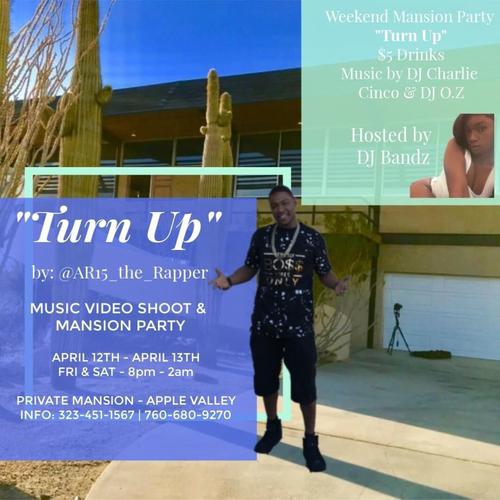 Weekend Mansion Party
"Turn Up"
$5 Drinks
Music by DJ Charlie
Cinco & DJ O.Z
Hosted by
DJ Bandz
"Turn Up"
by: @AR15_the_Rapper
MUSIC VIDEO SHOOT &
MANSION PARTY
APRIL 12TH - APRIL 13TH
FRI & SAT - 8pm - 2am
PRIVATE MANSION - APPLE VALLEY
INFO: 323-451-1567 | 760-680-9270
BO$$
ONLY